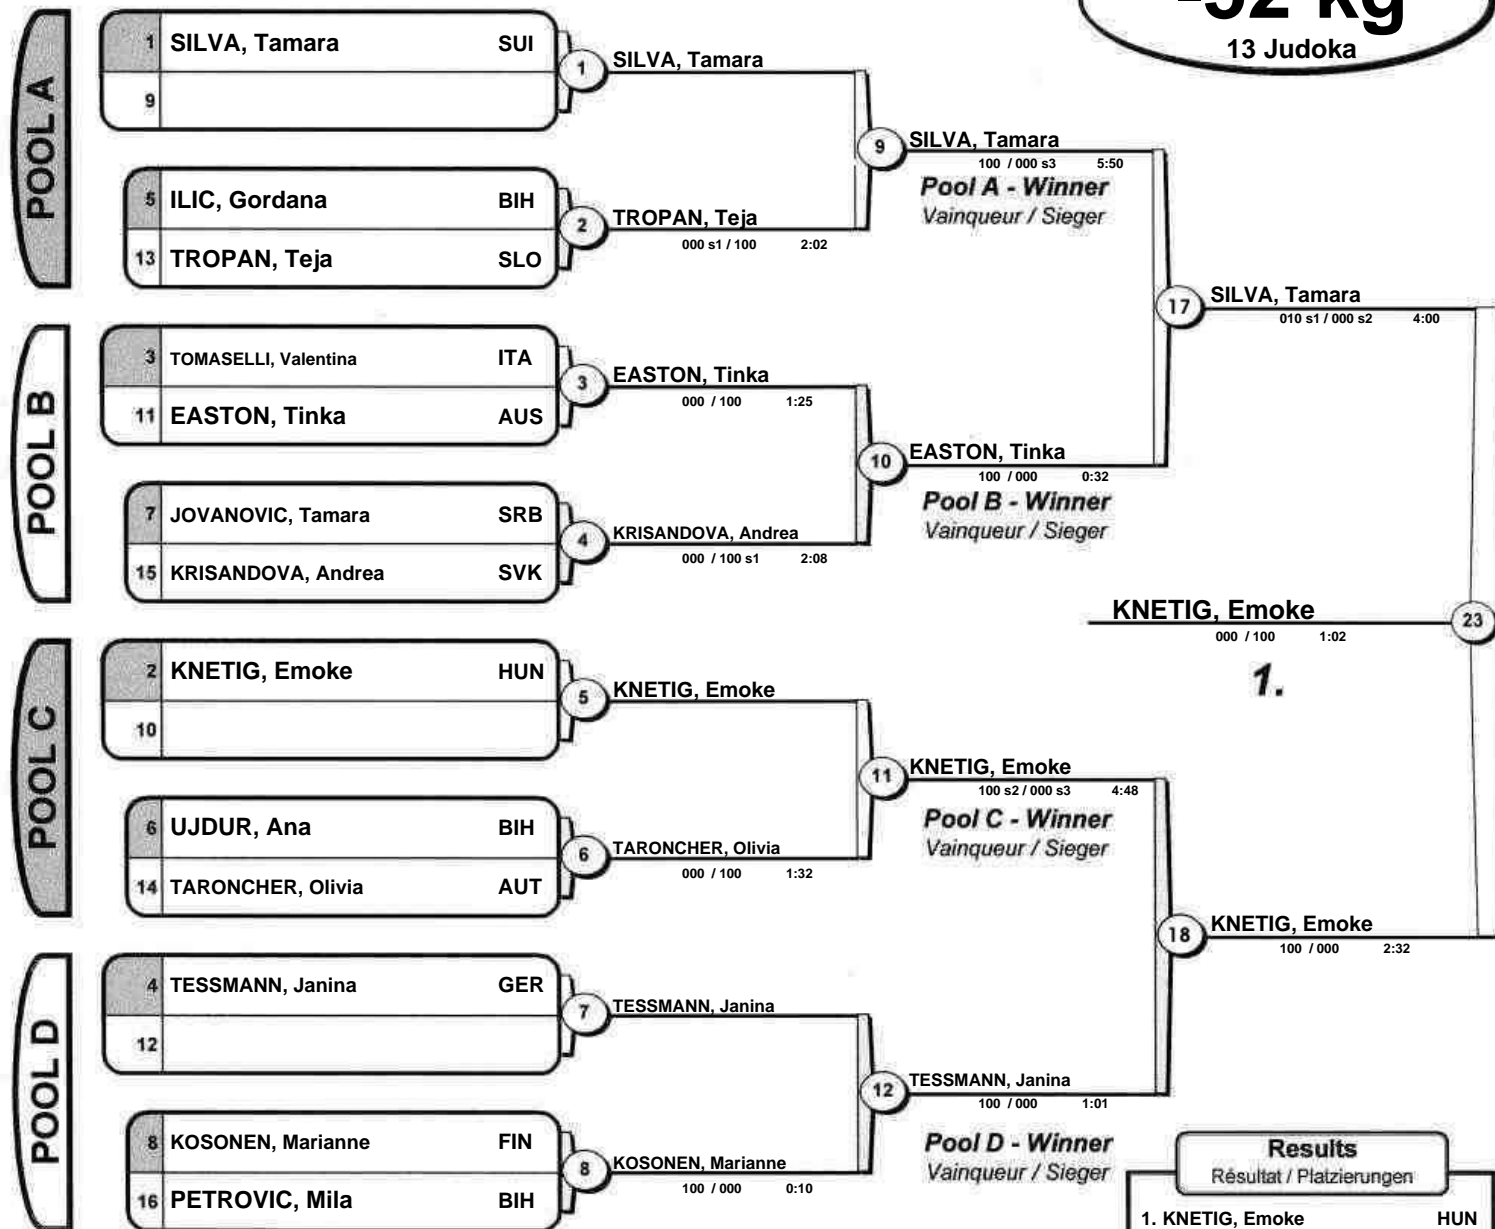 -52 kg
13 Judoka
POOL A
1 SILVA, Tamara SUI
9
1 SILVA, Tamara
5 ILIC, Gordana BIH
13 TROPAN, Teja SLO
2 TROPAN, Teja
000 s1 / 100 2:02
9 SILVA, Tamara
100 / 000 s3 5:50
Pool A - Winner
Vainqueur / Sieger
POOL B
3 TOMASELLI, Valentina ITA
11 EASTON, Tinka AUS
3 EASTON, Tinka
000 / 100 1:25
7 JOVANOVIC, Tamara SRB
15 KRISANDOVA, Andrea SVK
4 KRISANDOVA, Andrea
000 / 100 s1 2:08
10 EASTON, Tinka
100 / 000 0:32
Pool B - Winner
Vainqueur / Sieger
17 SILVA, Tamara
010 s1 / 000 s2 4:00
KNETIG, Emoke 23
000 / 100 1:02
1.
POOL C
2 KNETIG, Emoke HUN
10
5 KNETIG, Emoke
6 UJDUR, Ana BIH
14 TARONCHER, Olivia AUT
6 TARONCHER, Olivia
000 / 100 1:32
11 KNETIG, Emoke
100 s2 / 000 s3 4:48
Pool C - Winner
Vainqueur / Sieger
18 KNETIG, Emoke
100 / 000 2:32
POOL D
4 TESSMANN, Janina GER
12
7 TESSMANN, Janina
8 KOSONEN, Marianne FIN
16 PETROVIC, Mila BIH
8 KOSONEN, Marianne
100 / 000 0:10
12 TESSMANN, Janina
100 / 000 1:01
Pool D - Winner
Vainqueur / Sieger
Results
Résultat / Platzierungen
1. KNETIG, Emoke HUN